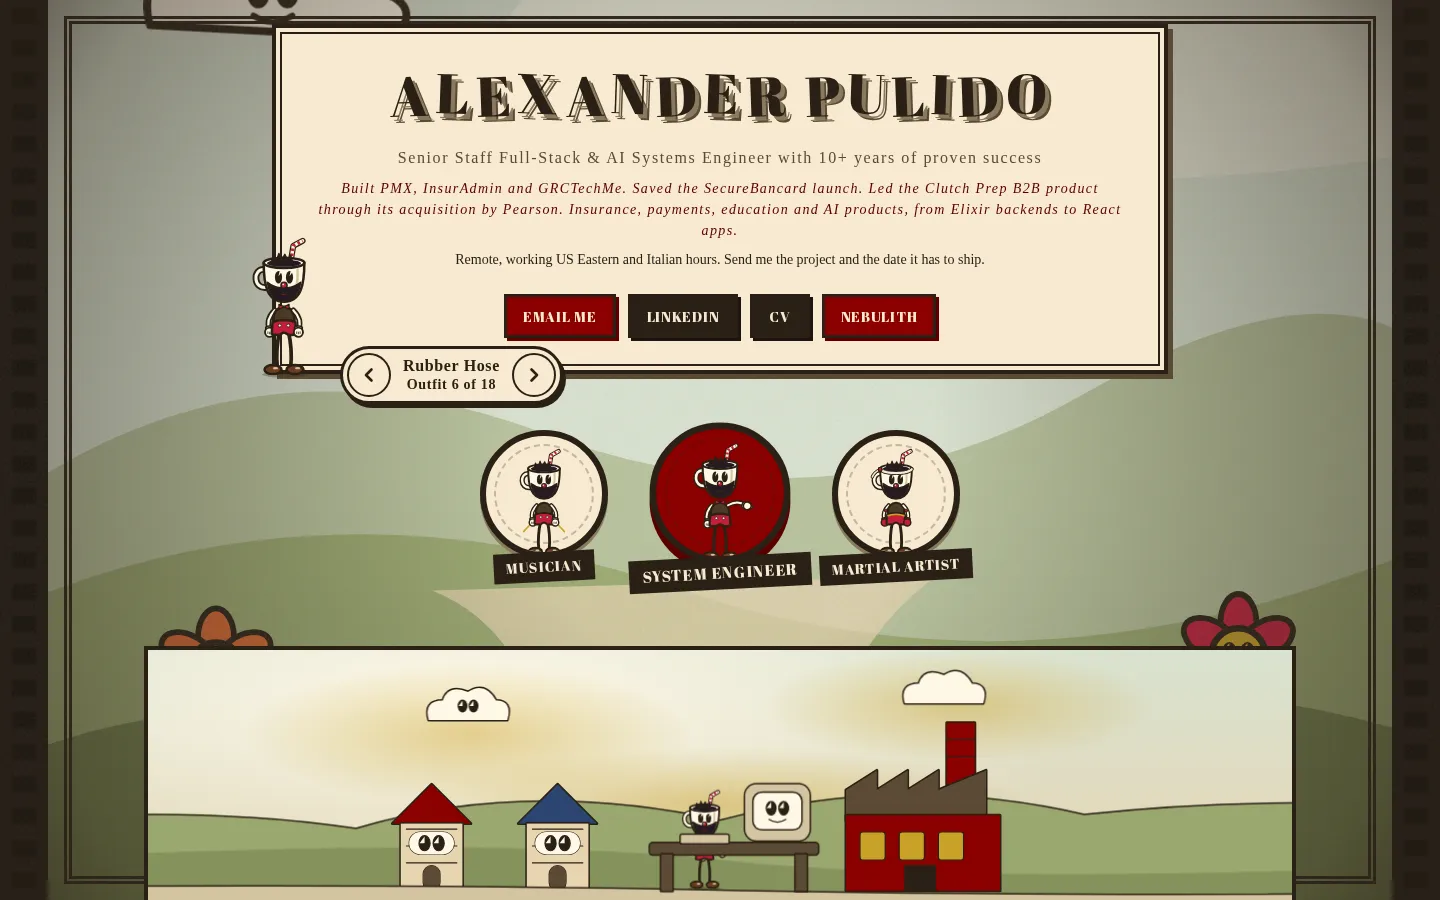 ALEXANDER PULIDO
Senior Staff Full-Stack & AI Systems Engineer with 10+ years of proven success
Built PMX, InsurAdmin and GRCTechMe. Saved the SecureBancard launch. Led the Clutch Prep B2B product
through its acquisition by Pearson. Insurance, payments, education and AI products, from Elixir backends to React
apps.
Remote, working US Eastern and Italian hours. Send me the project and the date it has to ship.
EMAIL ME
LINKEDIN
CV
NEBULITH
Rubber Hose
Outfit 6 of 18
MUSICIAN
SYSTEM ENGINEER
MARTIAL ARTIST